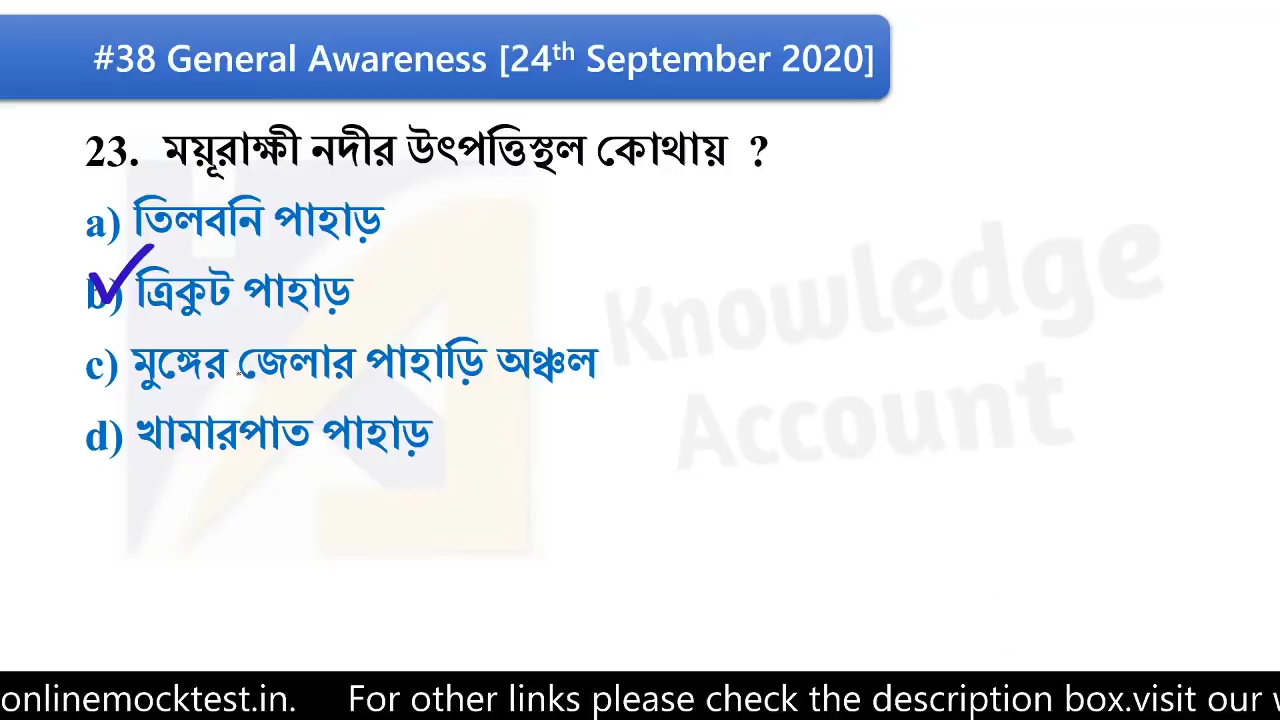 #38 General Awareness [24th September 2020]
23. ময়ূরাক্ষী নদীর উৎপত্তিস্থল কোথায় ?
a) তিলবনি পাহাড়
b) ত্রিকুট পাহাড়
c) মুঙ্গের জেলার পাহাড়ি অঞ্চল
d) খামারপাত পাহাড়
Knowledge
Account
onlinemocktest.in. For other links please check the description box.visit our